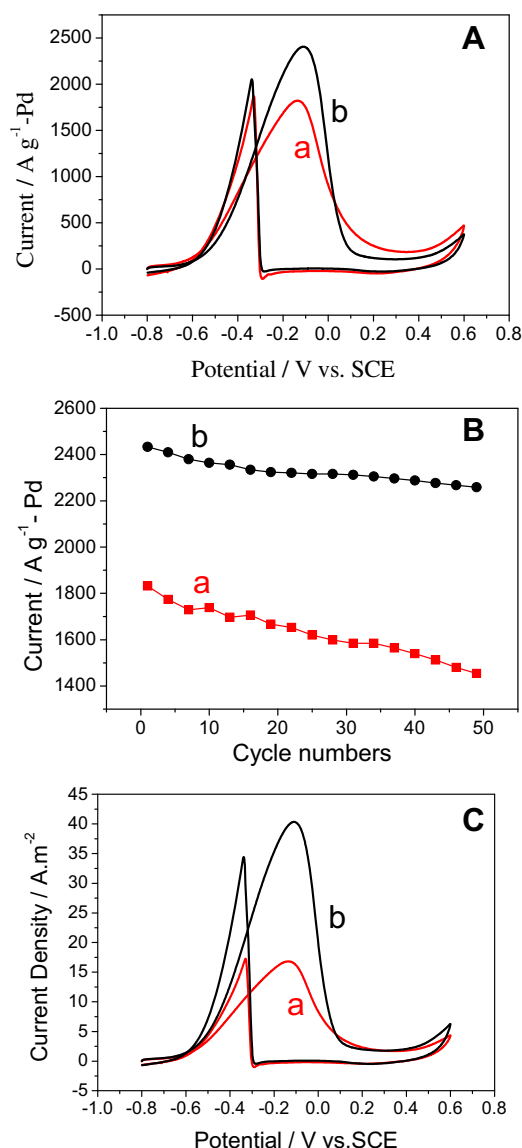 A
2500
2000
1500
1000
500
0
-500
b
a
Current / A g⁻¹-Pd
-1.0 -0.8 -0.6 -0.4 -0.2 0.0 0.2 0.4 0.6 0.8
Potential / V vs. SCE
B
2600
2400
2200
2000
1800
1600
1400
b
a
Current / A g⁻¹- Pd
0 10 20 30 40 50
Cycle numbers
C
45
40
35
30
25
20
15
10
5
0
-5
b
a
Current Density / A.m⁻²
-1.0 -0.8 -0.6 -0.4 -0.2 0.0 0.2 0.4 0.6 0.8
Potential / V vs.SCE